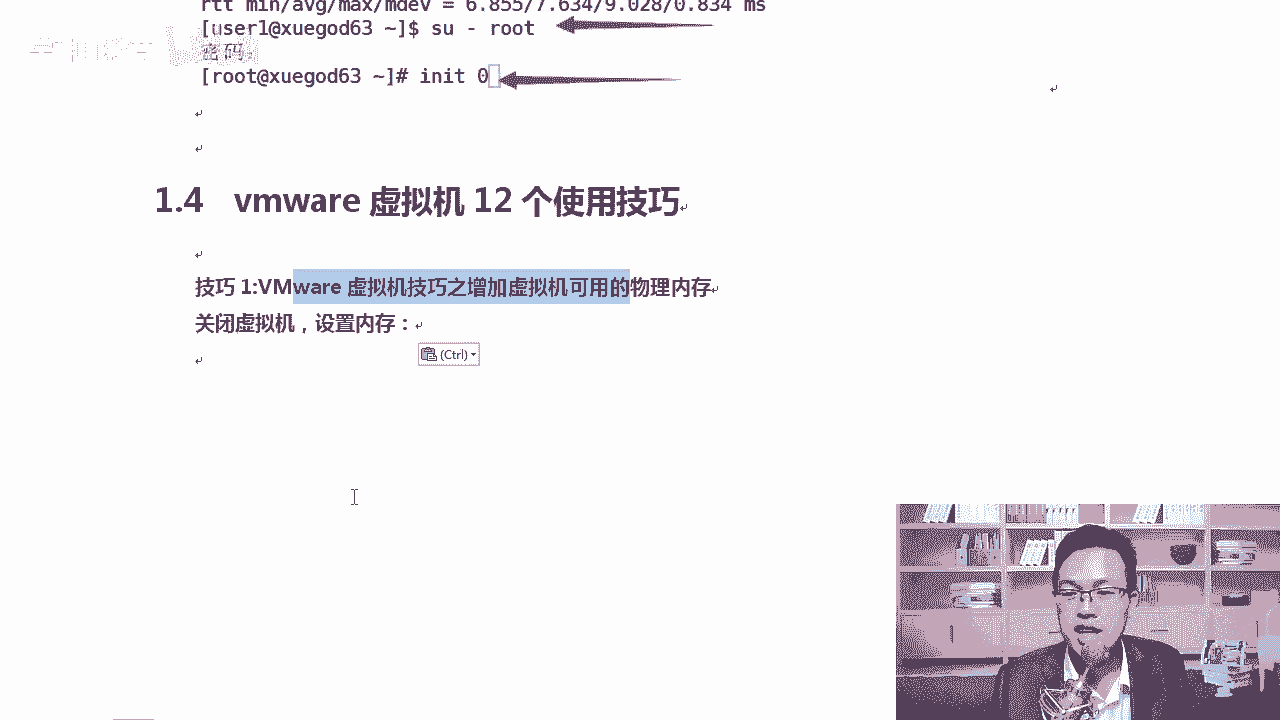 rtt min/avg/max/mdev = 6.855/7.634/9.028/0.834 ms
[user1@xuegod63 ~]$ su - root
密码：
[root@xuegod63 ~]# init 0
1.4 vmware 虚拟机 12 个使用技巧
技巧 1:VMware 虚拟机技巧之增加虚拟机可用的物理内存
关闭虚拟机，设置内存：
(Ctrl)